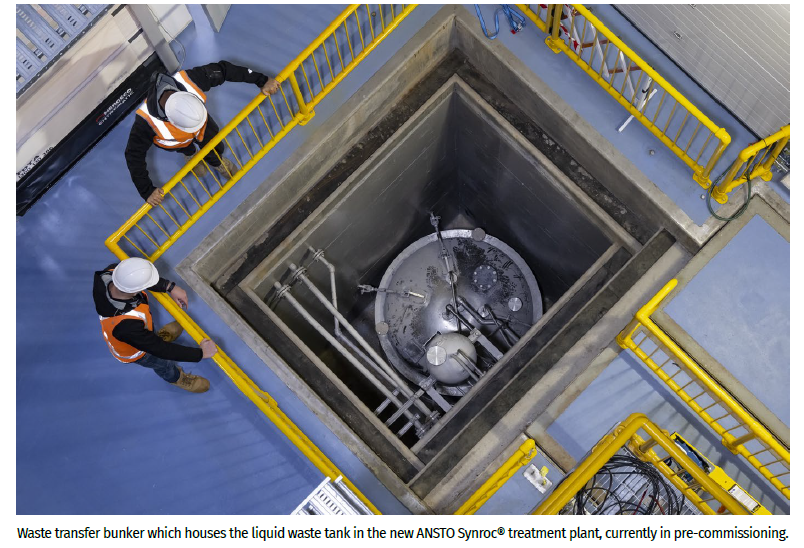 Waste transfer bunker which houses the liquid waste tank in the new ANSTO Synroc® treatment plant, currently in pre-commissioning.